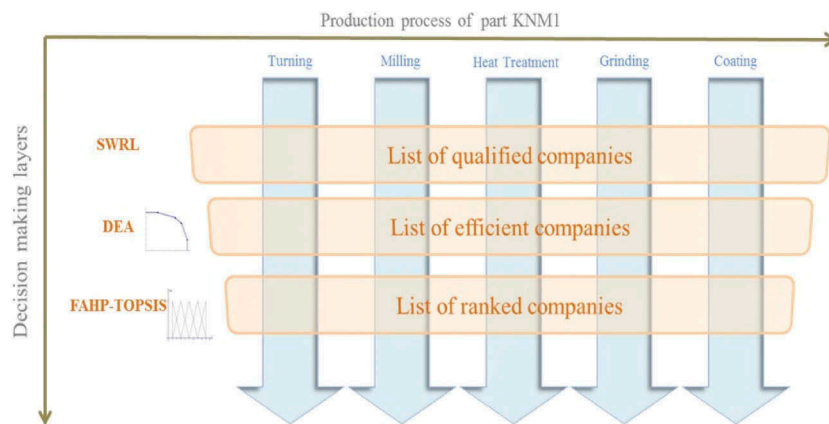 Production process of part KNM1
Decision making layers
Turning
Milling
Heat Treatment
Grinding
Coating
SWRL
List of qualified companies
DEA
List of efficient companies
FAHP-TOPSIS
List of ranked companies